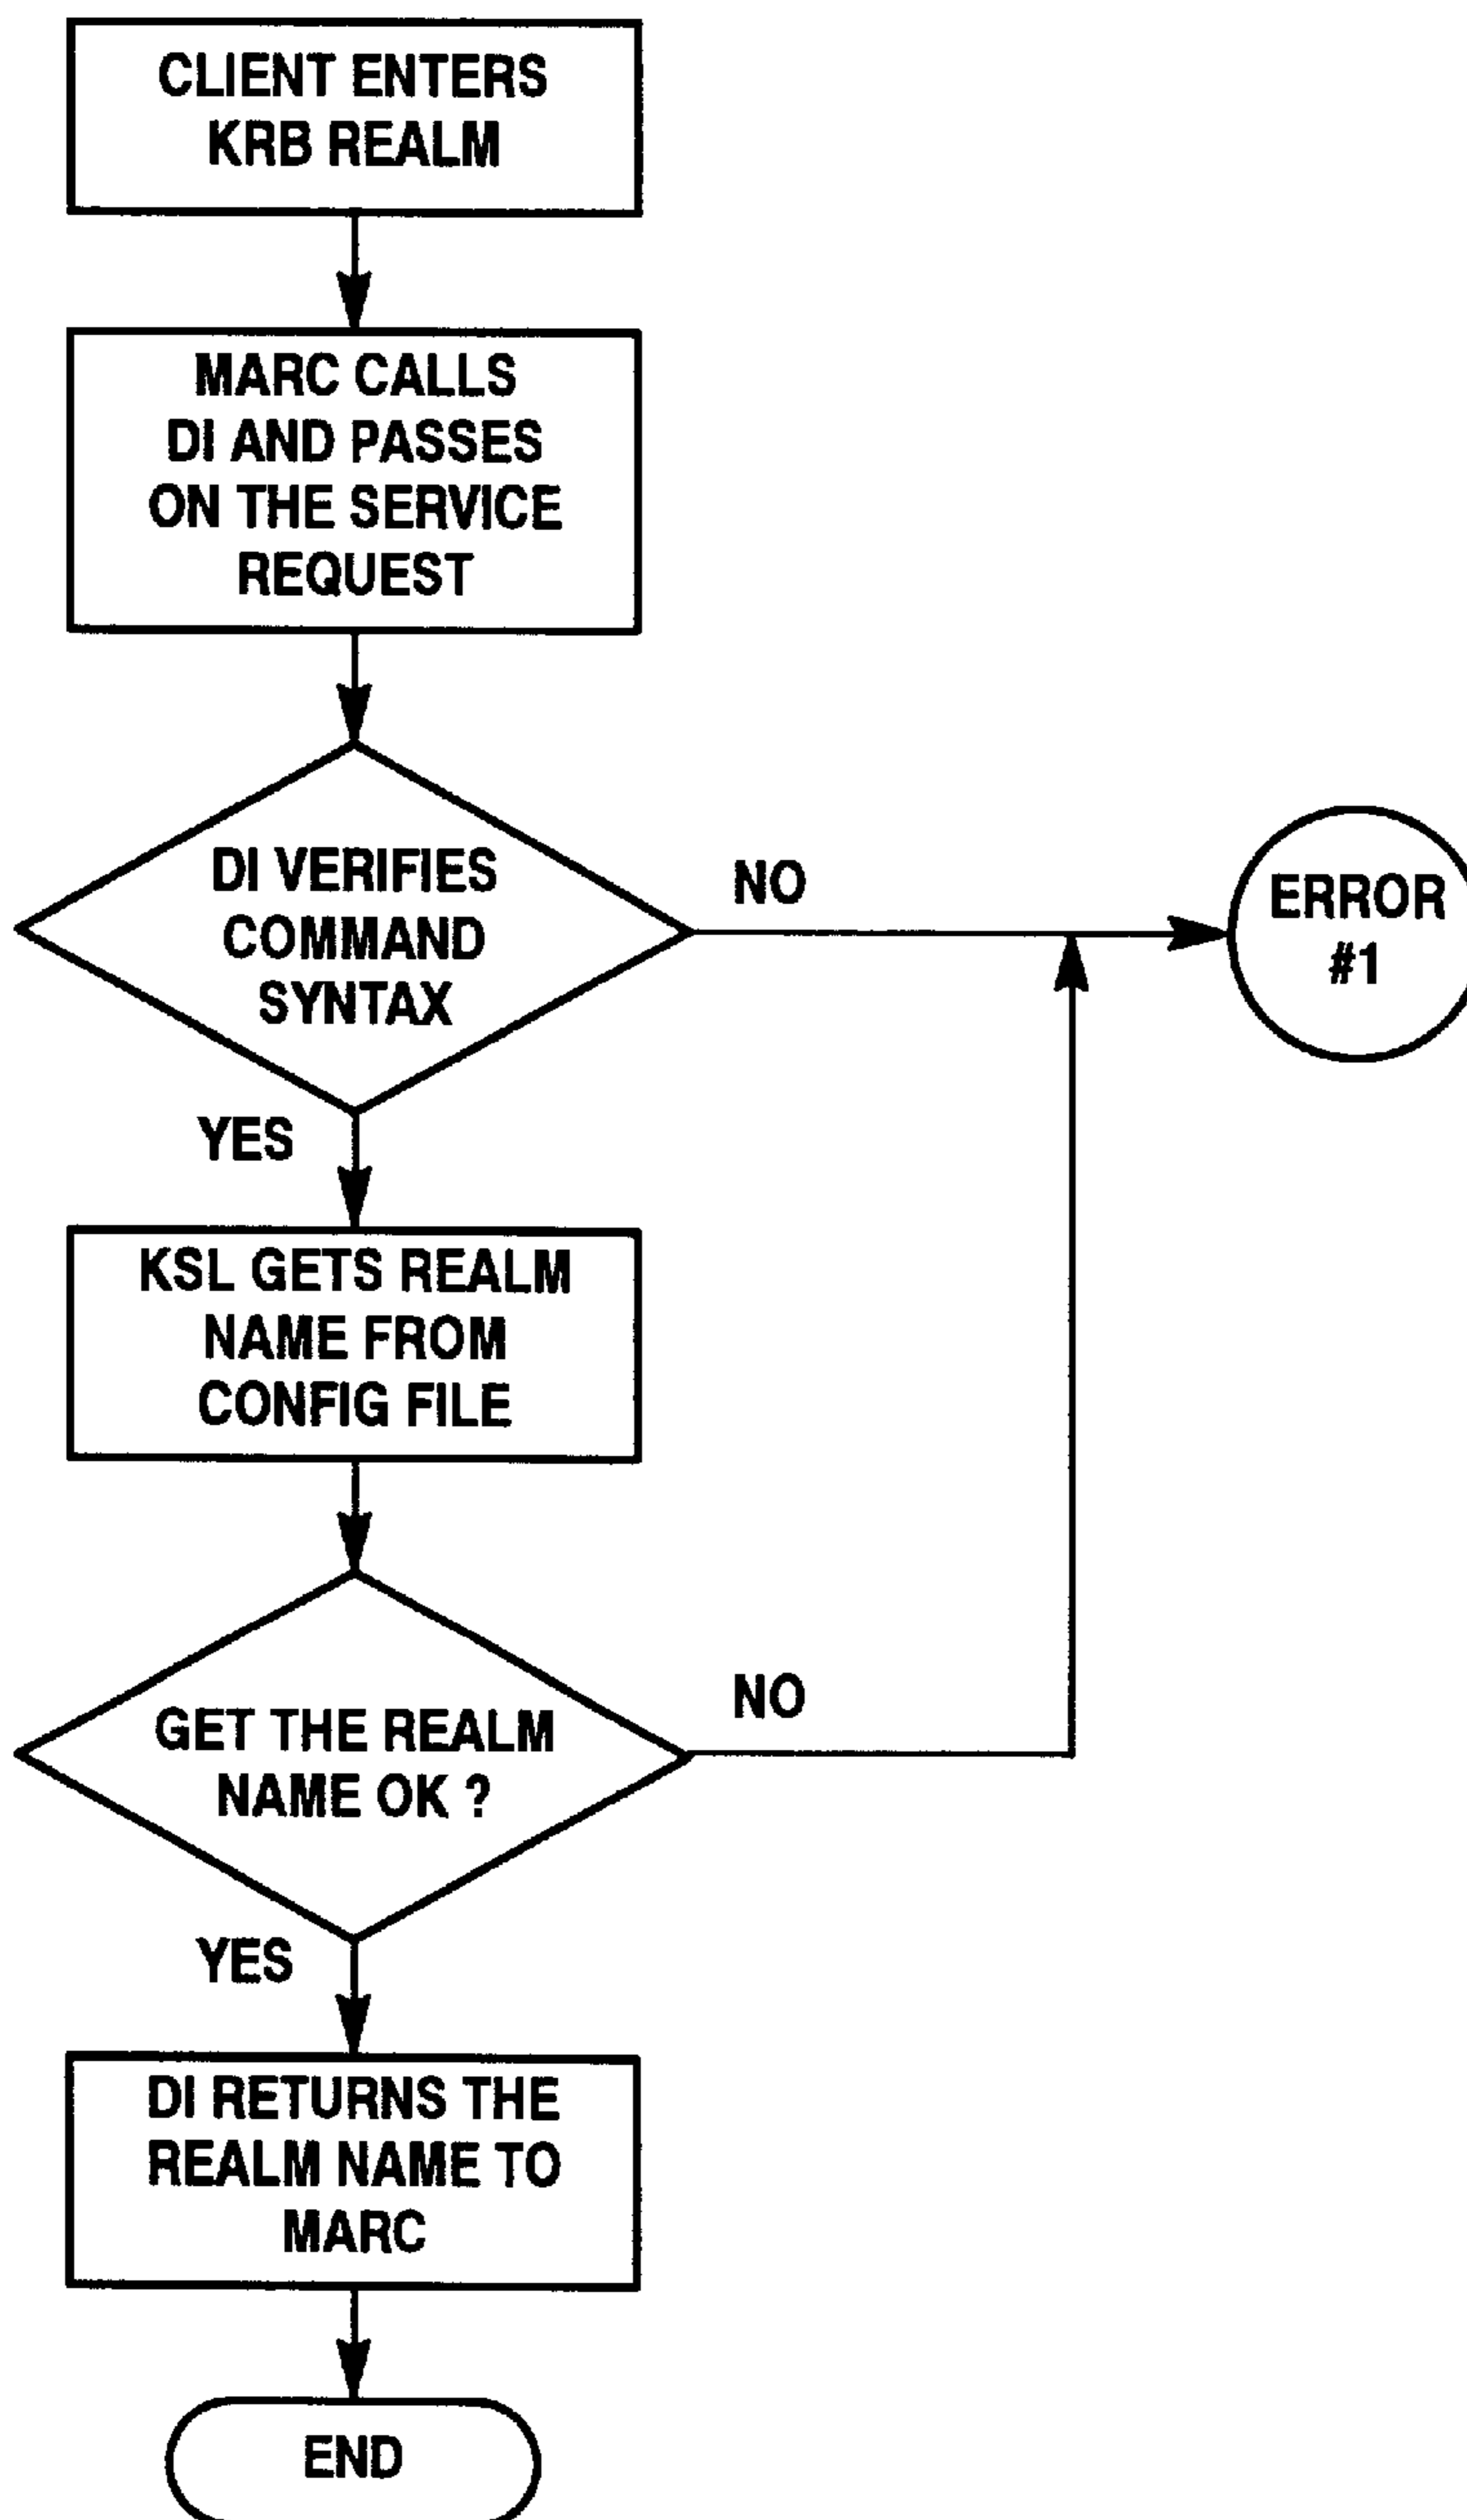 CLIENT ENTERS
KRB REALM
MARC CALLS
DI AND PASSES
ON THE SERVICE
REQUEST
DI VERIFIES
COMMAND
SYNTAX
NO
ERROR
#1
YES
KSL GETS REALM
NAME FROM
CONFIG FILE
GET THE REALM
NAME OK ?
NO
YES
DI RETURNS THE
REALM NAME TO
MARC
END